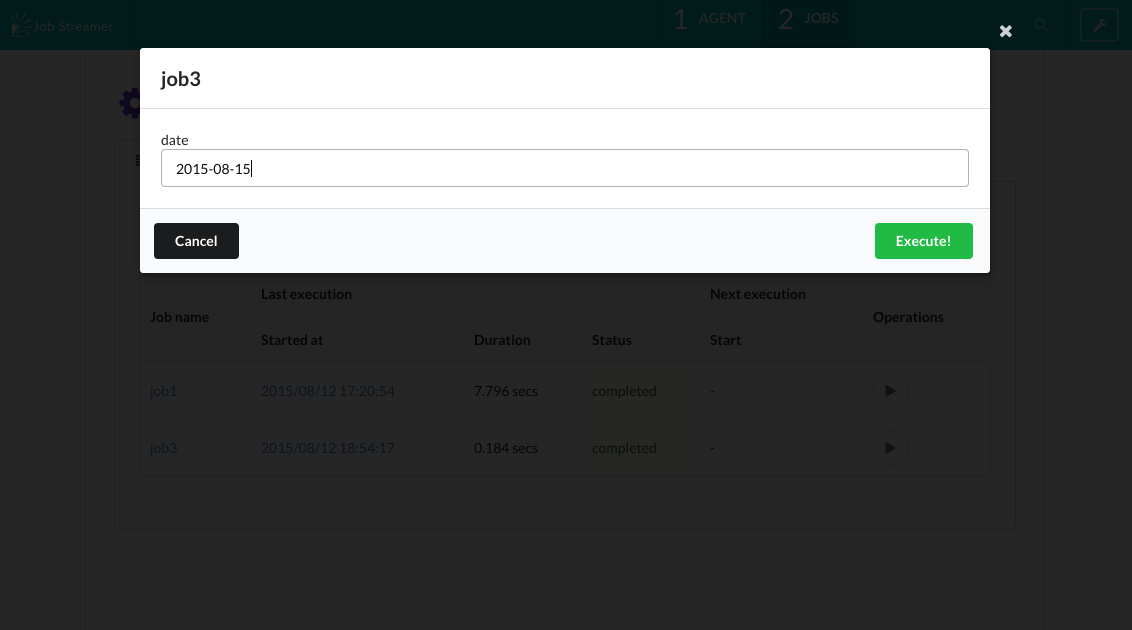 Job Streamer
1 AGENT 2 JOBS
job3
date
2015-08-15
Cancel Execute!
Last execution Next execution
Job name Operations
Started at Duration Status Start
job1 2015/08/12 17:20:54 7.796 secs completed -
job3 2015/08/12 18:54:17 0.184 secs completed -